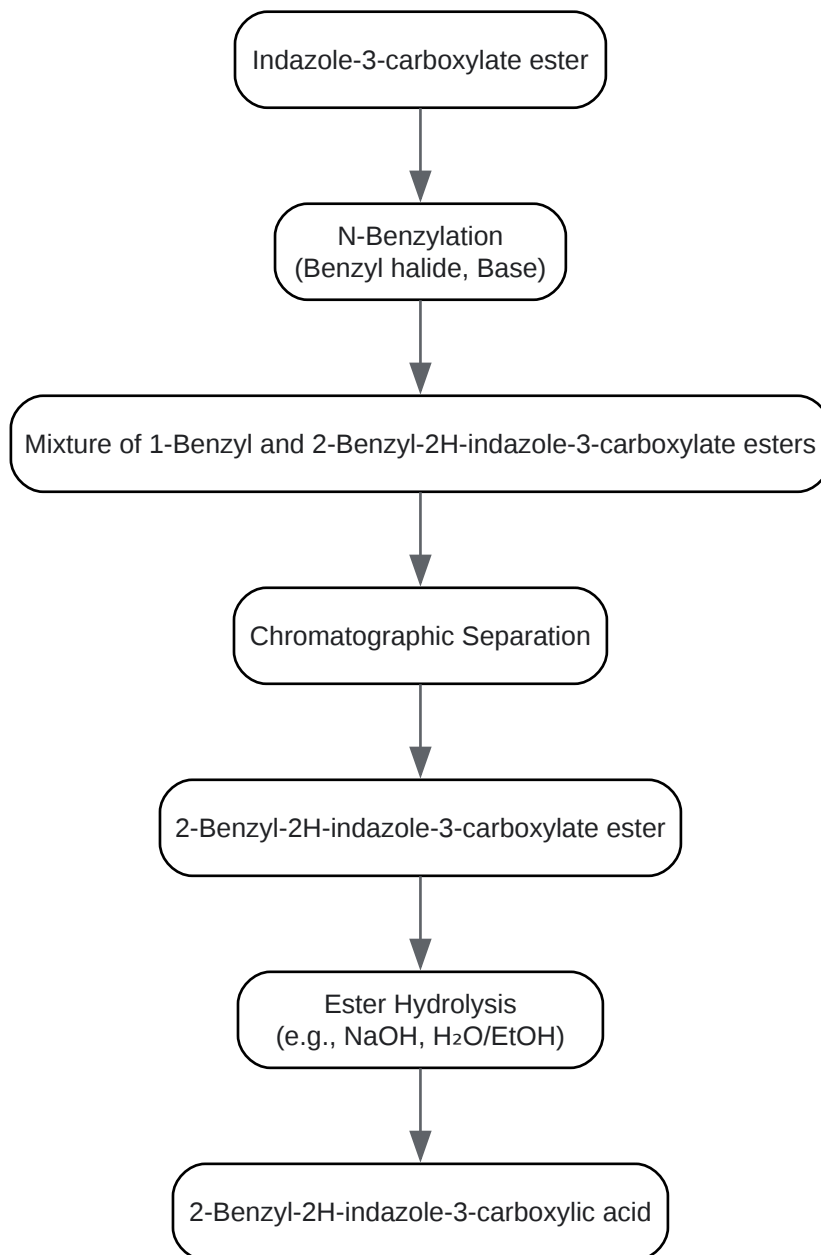 Indazole-3-carboxylate ester
N-Benzylation
(Benzyl halide, Base)
Mixture of 1-Benzyl and 2-Benzyl-2H-indazole-3-carboxylate esters
Chromatographic Separation
2-Benzyl-2H-indazole-3-carboxylate ester
Ester Hydrolysis
(e.g., NaOH, H₂O/EtOH)
2-Benzyl-2H-indazole-3-carboxylic acid